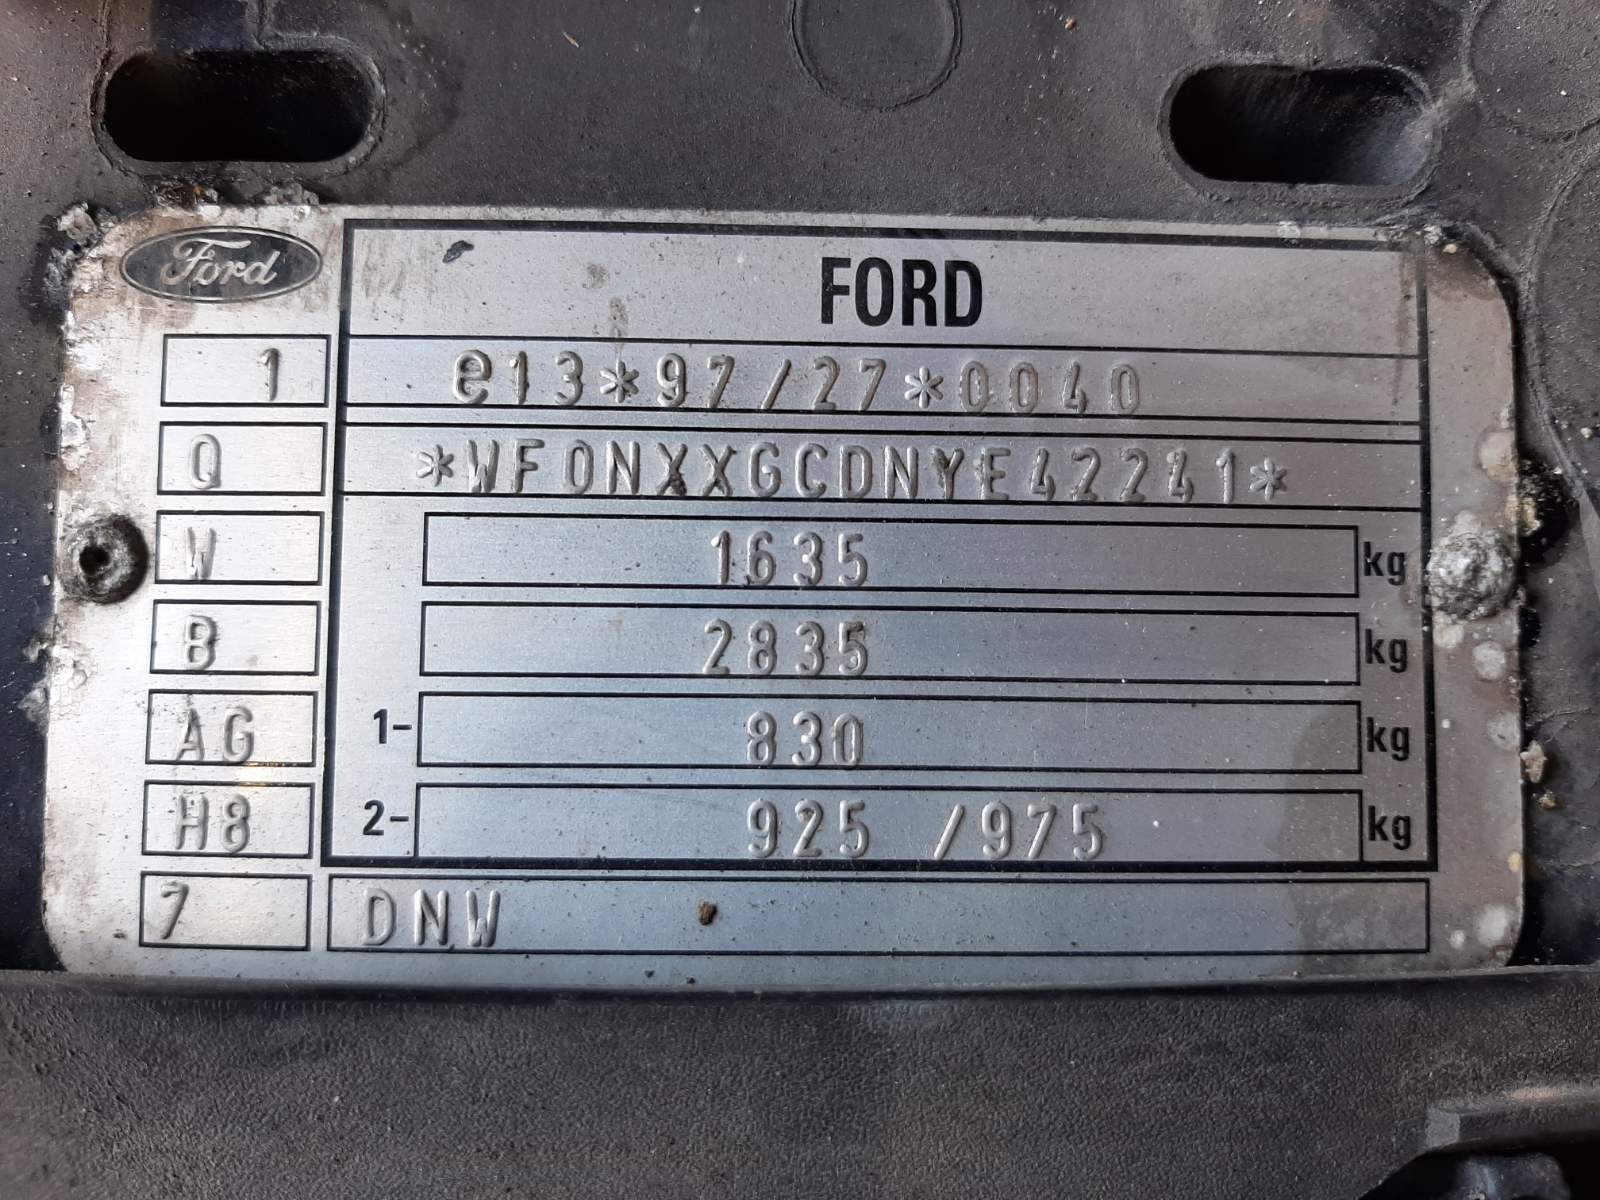 Ford
FORD
1 e13*97/27*0040
Q *WF0NXXGCDNYE42241*
W 1635 kg
B 2835 kg
AG 1- 830 kg
H8 2- 925 /975 kg
7 DNW